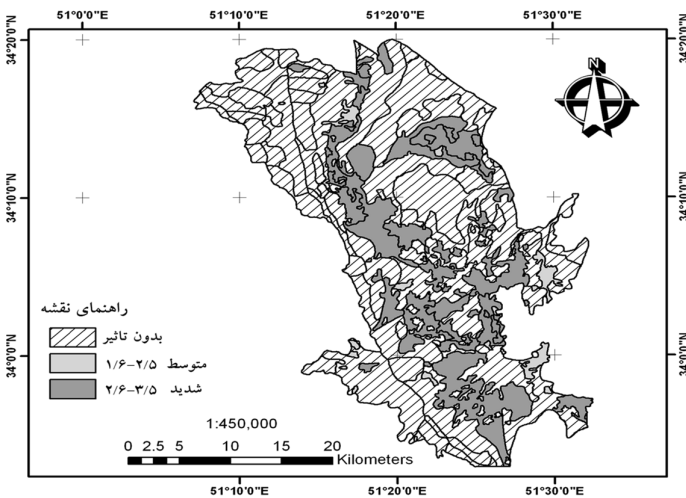 51°0'0"E 51°10'0"E 51°20'0"E 51°30'0"E
34°20'0"N 34°20'0"N
N
34°10'0"N 34°10'0"N
راهنمای نقشه
بدون تاثیر
متوسط ۱/۶-۲/۵
شدید ۲/۶-۳/۵
34°0'0"N 34°0'0"N
1:450,000
0 2.5 5 10 15 20
Kilometers
51°10'0"E 51°20'0"E 51°30'0"E